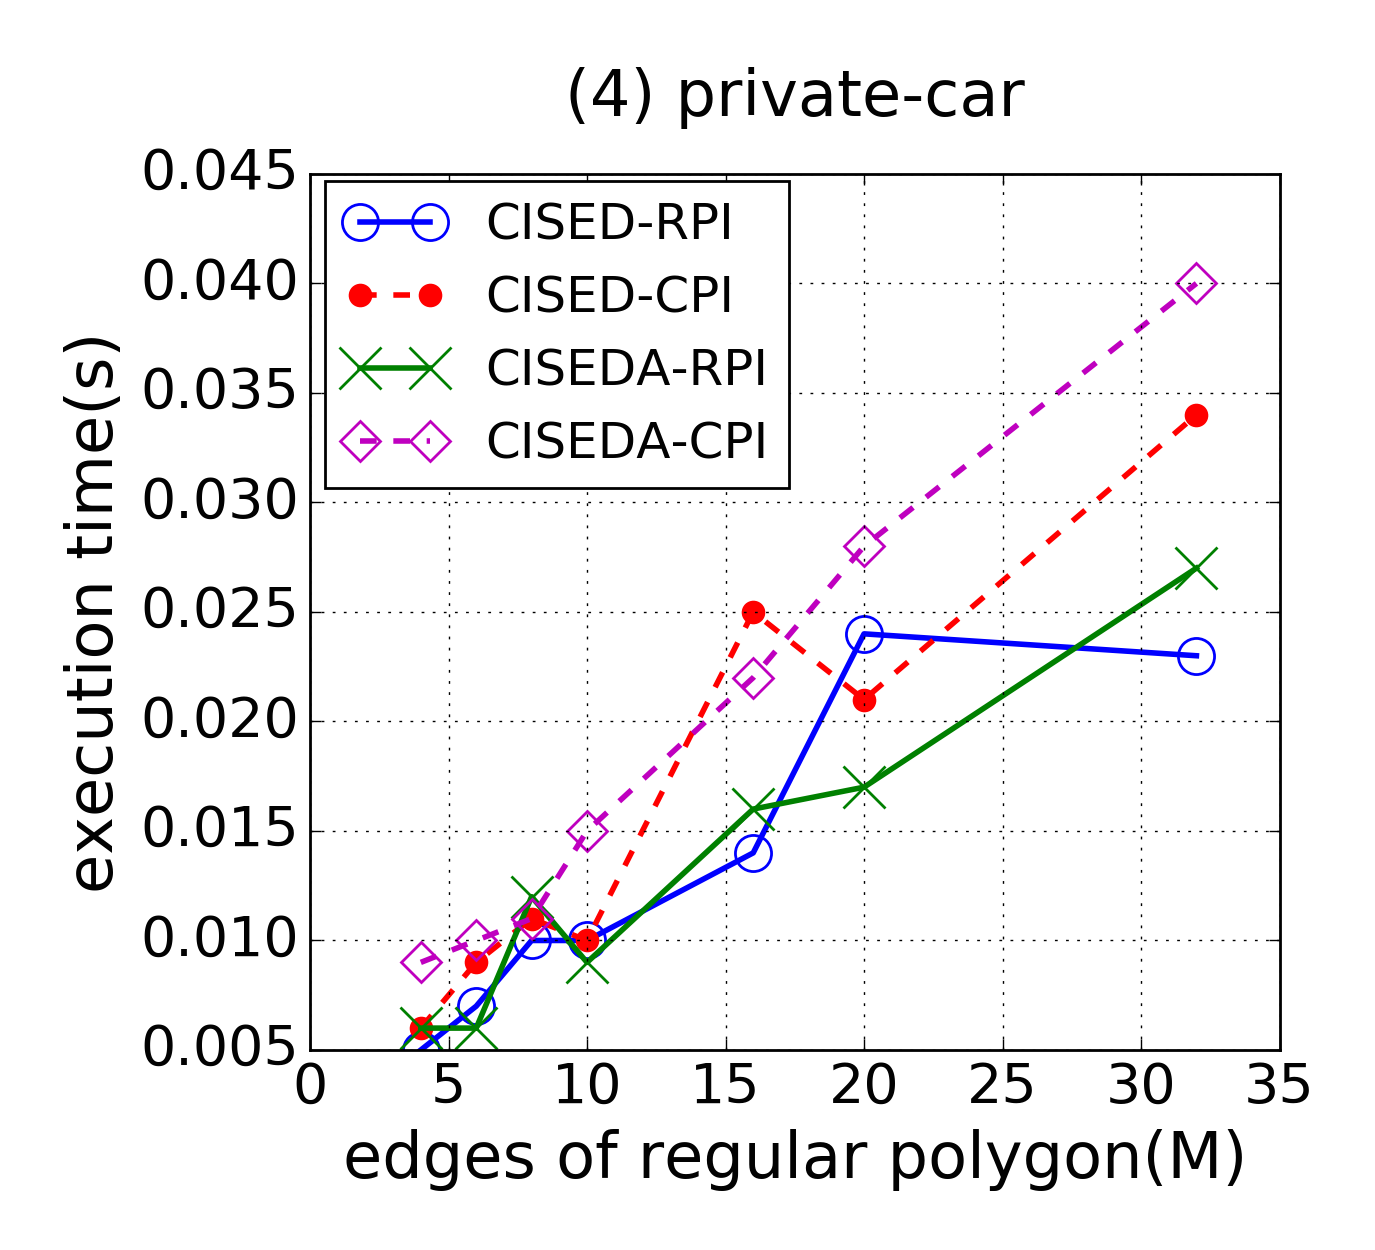 (4) private-car
0.045
0.040
0.035
0.030
0.025
0.020
0.015
0.010
0.005
execution time(s)
CISED-RPI
CISED-CPI
CISEDA-RPI
CISEDA-CPI
0 5 10 15 20 25 30 35
edges of regular polygon(M)